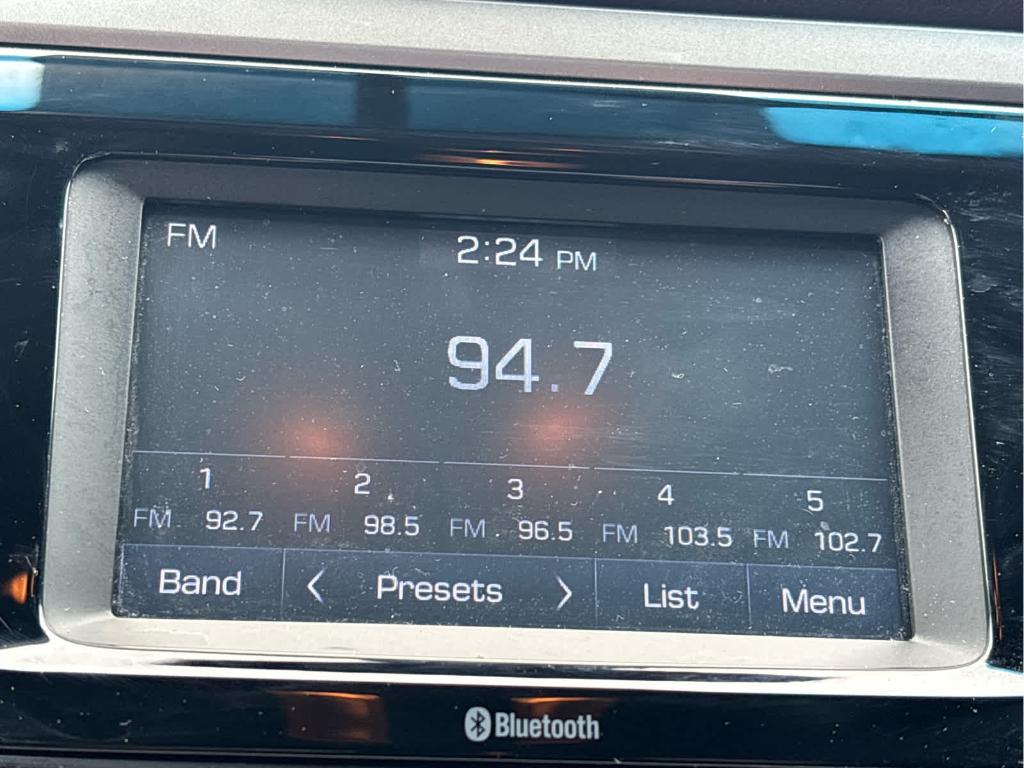 FM 2:24 PM
94.7
1 2 3 4 5
FM 92.7 FM 98.5 FM 96.5 FM 103.5 FM 102.7
Band < Presets > List Menu
Bluetooth